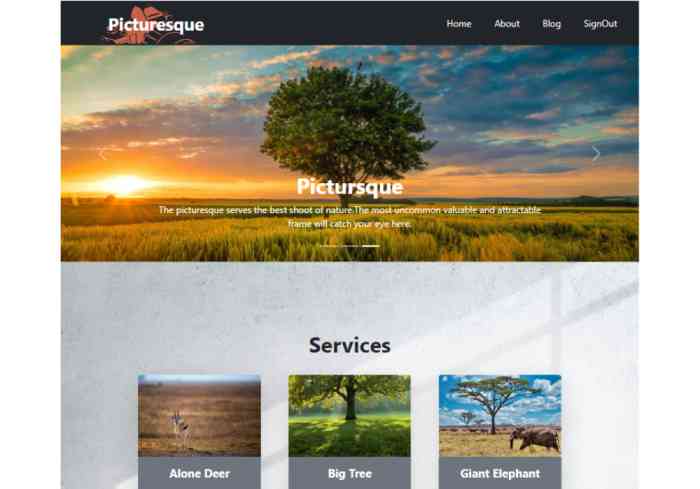 Picturesque
Home About Blog SignOut
Pictursque
The picturesque serves the best shoot of nature.The most uncommon valuable and attractable
frame will catch your eye here.
Services
Alone Deer Big Tree Giant Elephant